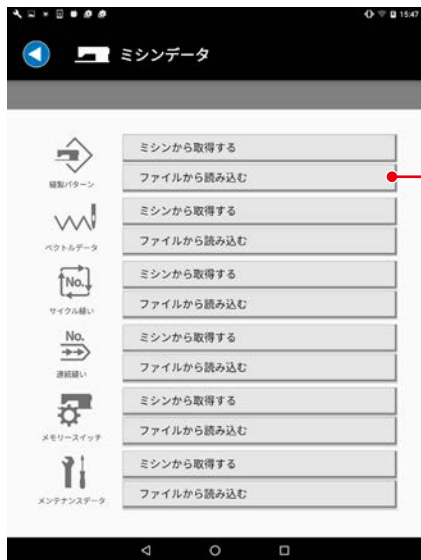 15:47
ミシンデータ
ミシンから取得する
ファイルから読み込む
縫製パターン
ミシンから取得する
ファイルから読み込む
ベクトルデータ
No.
ミシンから取得する
ファイルから読み込む
サイクル縫い
No.
ミシンから取得する
ファイルから読み込む
連続縫い
ミシンから取得する
ファイルから読み込む
メモリースイッチ
ミシンから取得する
ファイルから読み込む
メンテナンスデータ